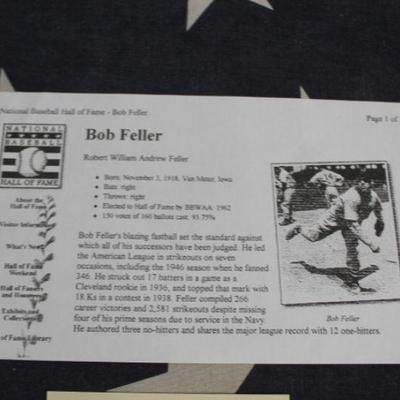 National Baseball Hall of Fame - Bob Feller
Page 1 of
NATIONAL
BASEBALL
HALL OF FAME
Bob Feller
Robert William Andrew Feller
• Born: November 3, 1918, Van Meter, Iowa
• Bats: right
• Throws: right
• Elected to Hall of Fame by BBWAA: 1962
• 150 votes of 160 ballots cast: 93.75%
About the
Hall of Fame
Visitor Information
What's New
Hall of Fame
Weekend
Hall of Famers
and Honorees
Exhibits and
Collections
of Fame Library
Bob Feller's blazing fastball set the standard against
which all of his successors have been judged. He led
the American League in strikeouts on seven
occasions, including the 1946 season when he fanned
346. He struck out 17 batters in a game as a
Cleveland rookie in 1936, and topped that mark with
18 Ks in a contest in 1938. Feller compiled 266
career victories and 2,581 strikeouts despite missing
four of his prime seasons due to service in the Navy.
He authored three no-hitters and shares the major league record with 12 one-hitters.
Bob Feller